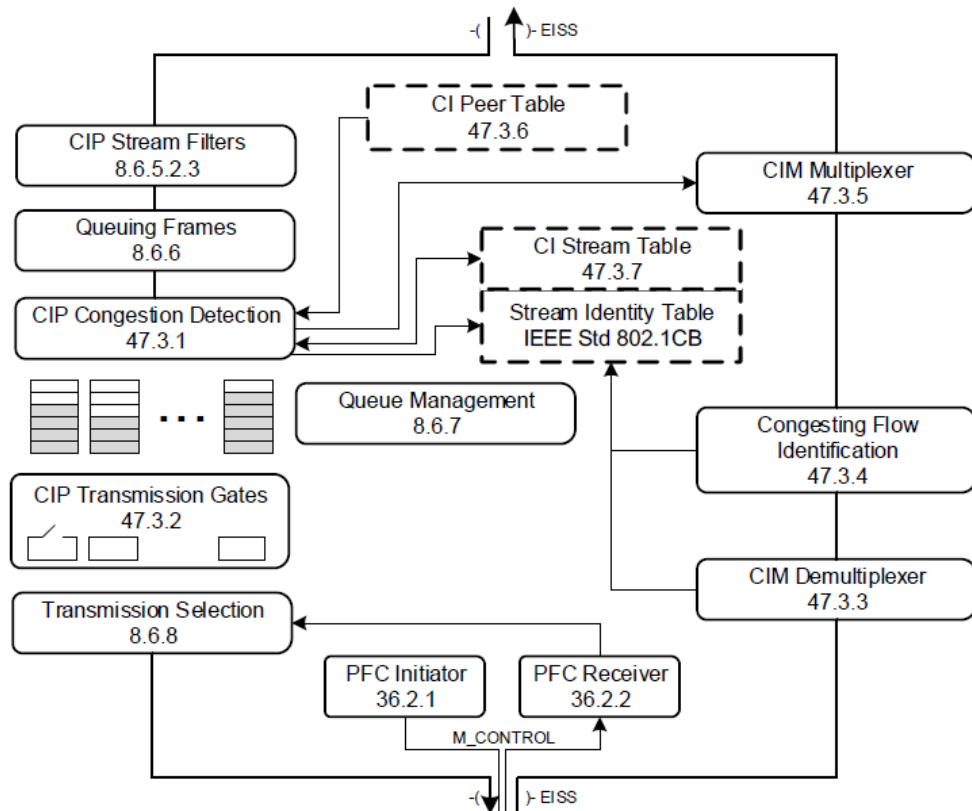 -( )- EISS
CI Peer Table
47.3.6
CIP Stream Filters
8.6.5.2.3
CIM Multiplexer
47.3.5
Queuing Frames
8.6.6
CI Stream Table
47.3.7
CIP Congestion Detection
47.3.1
Stream Identity Table
IEEE Std 802.1CB
Queue Management
8.6.7
Congesting Flow
Identification
47.3.4
CIP Transmission Gates
47.3.2
CIM Demultiplexer
47.3.3
Transmission Selection
8.6.8
PFC Initiator
36.2.1
PFC Receiver
36.2.2
M_CONTROL
-( )- EISS